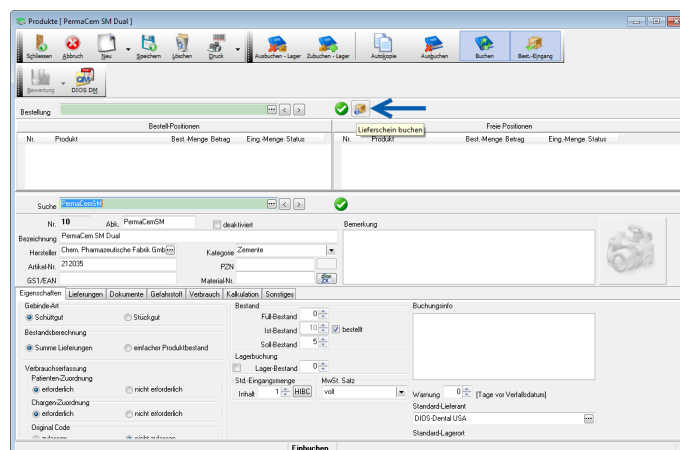 Produkte [ PermaCem SM Dual ]
Schliessen Abbruch Neu Speichern Löschen Druck Ausbuchen - Lager Zubuchen - Lager Autokopie Ausbuchen Buchen Best.-Eingang
Bewertung DIOS DM
Bestellung
Lieferschein buchen
Bestell-Positionen Freie Positionen
Nr. Produkt Best.-Menge Betrag Eing.-Menge Status Nr. Produkt Best.-Menge Betrag Eing.-Menge Status
Suche PermaCemSM
Nr. 10 Abk. PermaCemSM deaktiviert Bemerkung
Bezeichnung PermaCem SM Dual
Hersteller Chem. Pharmazeutische Fabrik Gmb Kategorie Zemente
Artikel-Nr. 212035 PZN
GS1/EAN Material-Nr.
Eigenschaften Lieferungen Dokumente Gefahrstoff Verbrauch Kalkulation Sonstiges
Gebinde-Art Bestand Buchungsinfo
Schüttgut Stückgut Füll-Bestand 0
Bestandsberechnung Ist-Bestand 10 bestellt
Summe Lieferungen einfacher Produktbestand Soll-Bestand 5
Lagerbuchung
Verbrauchserfassung Lager-Bestand 0
Patienten-Zuordnung Std.-Eingangsmenge MwSt. Satz
erforderlich nicht erforderlich Inhalt 1 HIBC voll Warnung 0 [Tage vor Verfallsdatum]
Chargen-Zuordnung Standard-Lieferant
erforderlich nicht erforderlich DIOS-Dental USA
Original Code Standard-Lagerort
zulassen nicht zulassen
Einbuchen